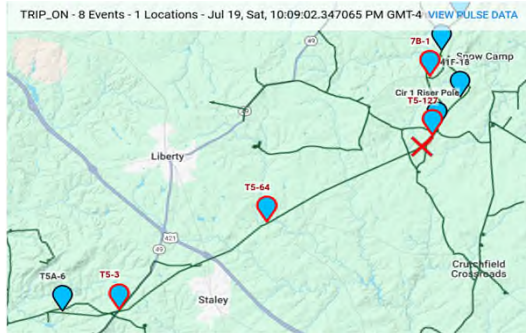 TRIP_ON - 8 Events - 1 Locations - Jul 19, Sat, 10:09:02.347065 PM GMT-4 VIEW PULSE DATA
7B-1
49
Snow Camp
41F-18
Cir 1 Riser Pole
T5-127
49
Liberty
T5-64
421
49
T5A-6
T5-3
Staley
Crutchfield
Crossroads